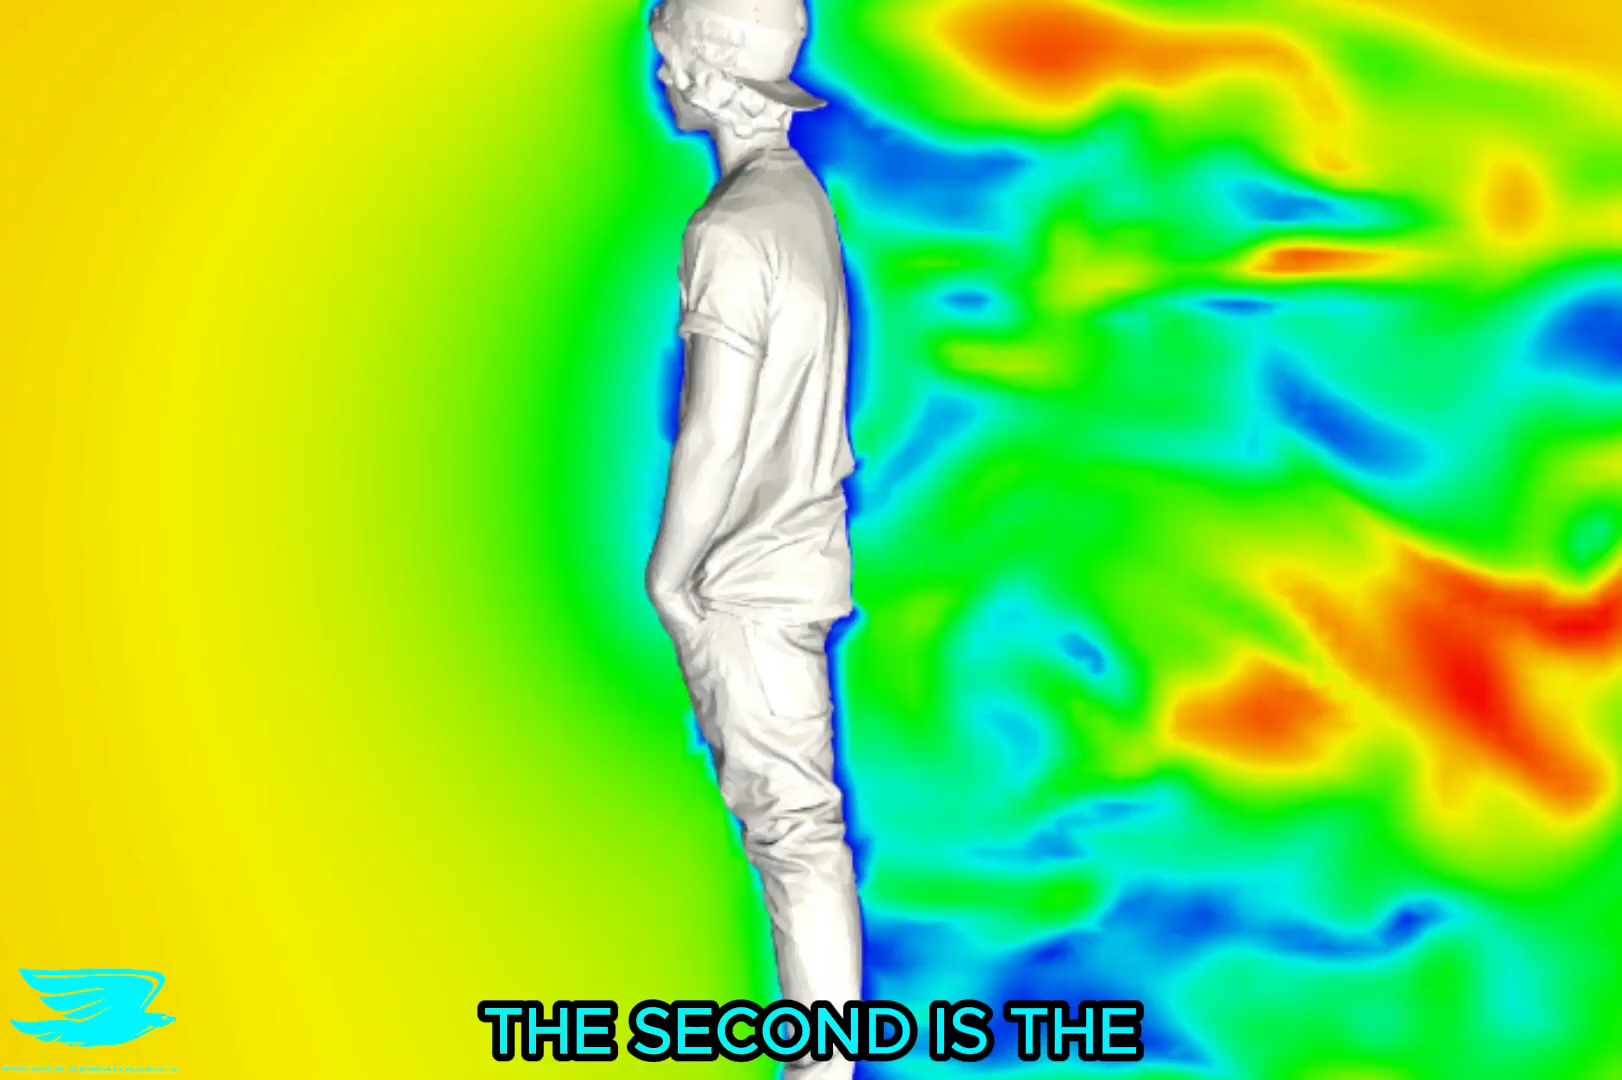 THE SECOND IS THE